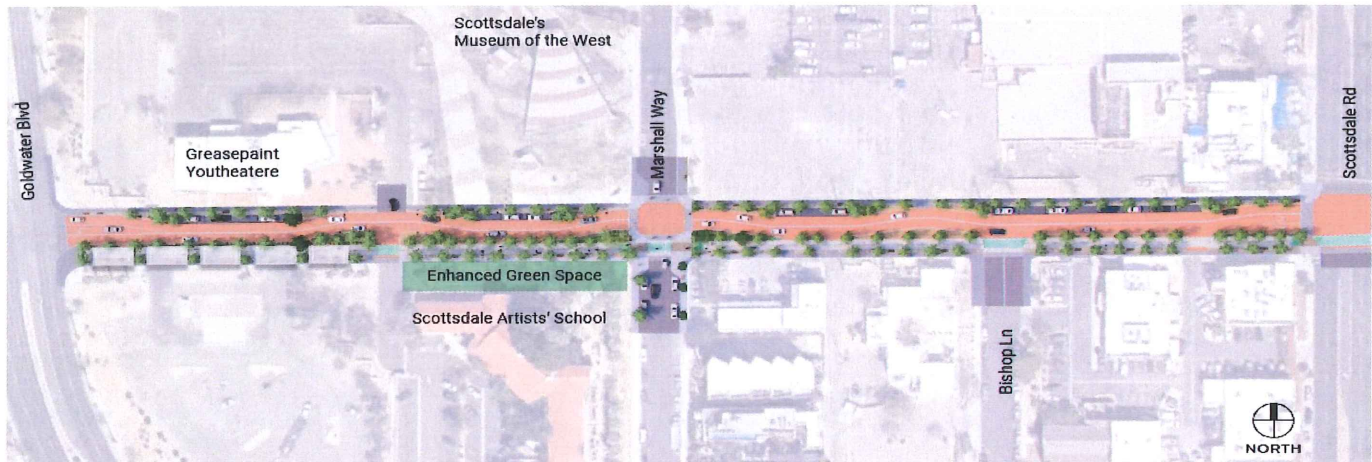 Scottsdale's
Museum of the West
Goldwater Blvd
Greasepaint
Youtheatere
Marshall Way
Scottsdale Rd
Enhanced Green Space
Scottsdale Artists' School
Bishop Ln
NORTH